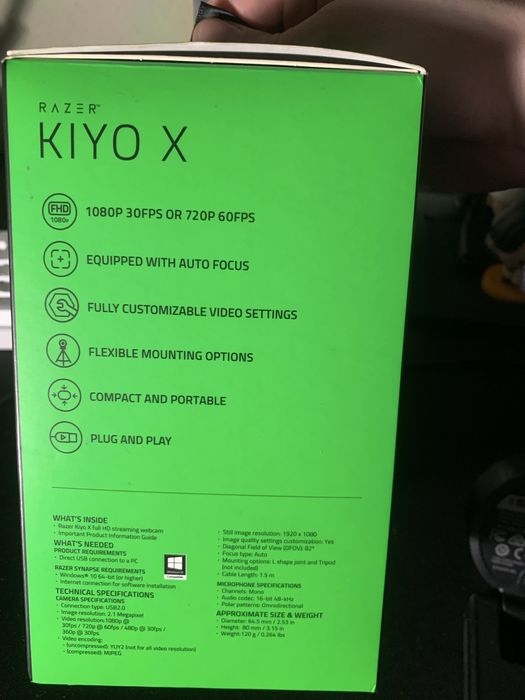 RAZER™
KIYO X
FHD
1080P
1080P 30FPS OR 720P 60FPS
EQUIPPED WITH AUTO FOCUS
FULLY CUSTOMIZABLE VIDEO SETTINGS
FLEXIBLE MOUNTING OPTIONS
COMPACT AND PORTABLE
PLUG AND PLAY
WHAT'S INSIDE
• Razer Kiyo X full HD streaming webcam
• Important Product Information Guide
WHAT'S NEEDED
PRODUCT REQUIREMENTS
• Direct USB connection to a PC
RAZER SYNAPSE REQUIREMENTS
• Windows® 10 64-bit (or higher)
• Internet connection for software installation
TECHNICAL SPECIFICATIONS
CAMERA SPECIFICATIONS
• Connection type: USB2.0
• Image resolution: 2.1 Megapixel
• Video resolution: 1080p @
30fps / 720p @ 60fps / 480p @ 30fps /
360p @ 30fps
• Video encoding:
- (uncompressed): YUY2 (not for all video resolution)
- (compressed): MJPEG
• Still image resolution: 1920 x 1080
• Image quality settings customization: Yes
• Diagonal Field of View (DFOV): 82°
• Focus type: Auto
• Mounting options: L shape joint and Tripod
(not included)
• Cable Length: 1.5 m
MICROPHONE SPECIFICATIONS
• Channels: Mono
• Audio codec: 16-bit 48-kHz
• Polar patterns: Omnidirectional
APPROXIMATE SIZE & WEIGHT
• Diameter: 64.5 mm / 2.53 in
• Height: 80 mm / 3.15 in
• Weight: 120 g / 0.264 lbs